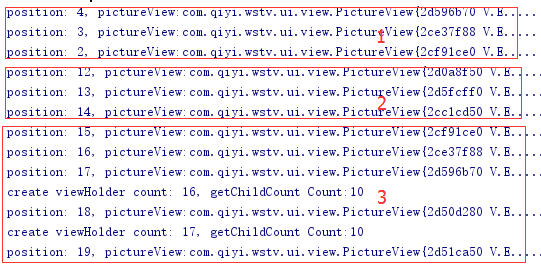 position: 4, pictureView:com.qiyi.wstv.ui.view.PictureView{2d596b70 V.E.....
position: 3, pictureView:com.qiyi.wstv.ui.view.PictureView{2ce37f88 V.E.....
1
position: 2, pictureView:com.qiyi.wstv.ui.view.PictureView{2cf91ce0 V.E.....
position: 12, pictureView:com.qiyi.wstv.ui.view.PictureView{2d0a8f50 V.E.....
position: 13, pictureView:com.qiyi.wstv.ui.view.PictureView{2d5fcff0 V.E.....
2
position: 14, pictureView:com.qiyi.wstv.ui.view.PictureView{2cc1cd50 V.E.....
position: 15, pictureView:com.qiyi.wstv.ui.view.PictureView{2cf91ce0 V.E.....
position: 16, pictureView:com.qiyi.wstv.ui.view.PictureView{2ce37f88 V.E.....
position: 17, pictureView:com.qiyi.wstv.ui.view.PictureView{2d596b70 V.E.....
create viewHolder count: 16, getChildCount Count:10
3
position: 18, pictureView:com.qiyi.wstv.ui.view.PictureView{2d50d280 V.E.....
create viewHolder count: 17, getChildCount Count:10
position: 19, pictureView:com.qiyi.wstv.ui.view.PictureView{2d51ca50 V.E.....